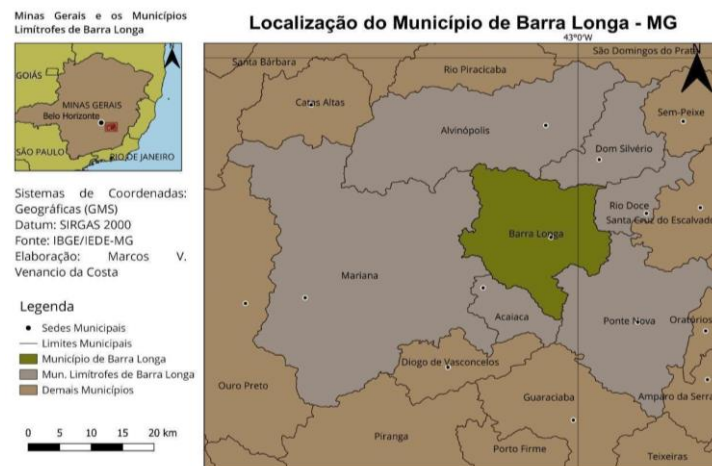 Minas Gerais e os Municípios
Limítrofes de Barra Longa
N
GOIÁS
MINAS GERAIS
Belo Horizonte
SÃO PAULO
RIO DE JANEIRO
Sistemas de Coordenadas:
Geográficas (GMS)
Datum: SIRGAS 2000
Fonte: IBGE/IEDE-MG
Elaboração: Marcos V.
Venancio da Costa
Legenda
Sedes Municipais
Limites Municipais
Município de Barra Longa
Mun. Limítrofes de Barra Longa
Demais Municípios
0 5 10 15 20 km
Localização do Município de Barra Longa - MG
43°0'W
São Domingos do Prat
N
Santa Bárbara
Rio Piracicaba
Catas Altas
Sem-Peixe
Alvinópolis
Dom Silvério
Rio Doce
Santa Cruz do Escalvado
Barra Longa
Mariana
Acaiaca
Ponte Nova
Oratórios
Diogo de Vasconcelos
Ouro Preto
Guaraciaba
Amparo da Serra
Piranga
Porto Firme
Teixeiras